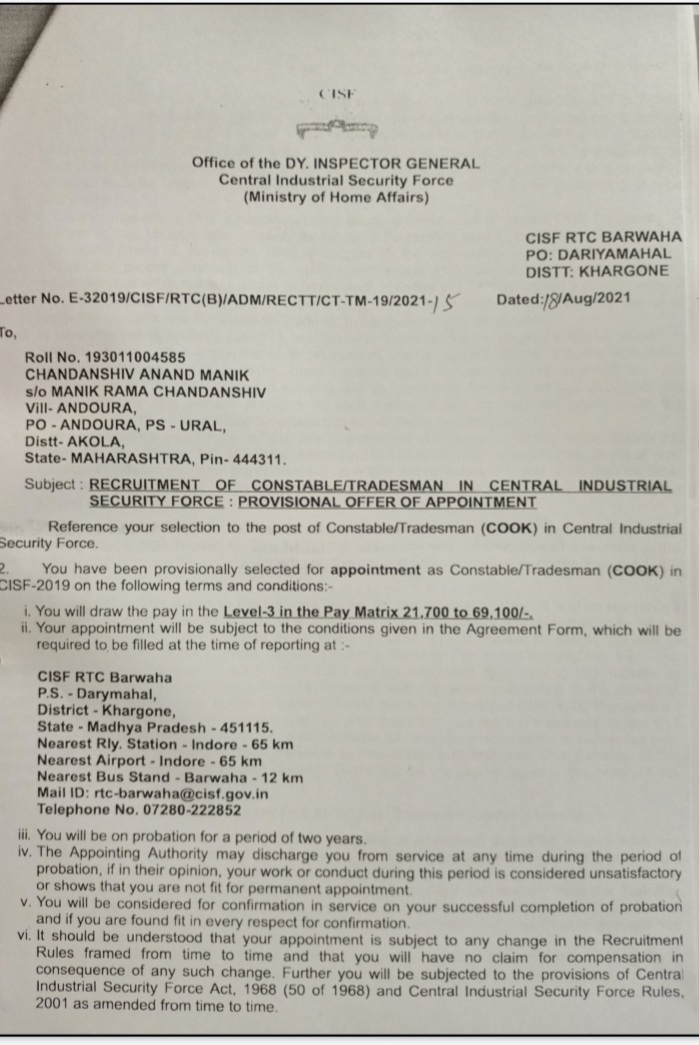 CISF
Office of the DY. INSPECTOR GENERAL
Central Industrial Security Force
(Ministry of Home Affairs)
CISF RTC BARWAHA
PO: DARIYAMAHAL
DISTT: KHARGONE
Letter No. E-32019/CISF/RTC(B)/ADM/RECTT/CT-TM-19/2021-15 Dated:18/Aug/2021
To,
Roll No. 193011004585
CHANDANSHIV ANAND MANIK
s/o MANIK RAMA CHANDANSHIV
Vill- ANDOURA,
PO - ANDOURA, PS - URAL,
Distt- AKOLA,
State- MAHARASHTRA, Pin- 444311.
Subject : RECRUITMENT OF CONSTABLE/TRADESMAN IN CENTRAL INDUSTRIAL
SECURITY FORCE : PROVISIONAL OFFER OF APPOINTMENT
Reference your selection to the post of Constable/Tradesman (COOK) in Central Industrial
Security Force.
2. You have been provisionally selected for appointment as Constable/Tradesman (COOK) in
CISF-2019 on the following terms and conditions:-
i. You will draw the pay in the Level-3 in the Pay Matrix 21,700 to 69,100/-.
ii. Your appointment will be subject to the conditions given in the Agreement Form, which will be
required to be filled at the time of reporting at :-
CISF RTC Barwaha
P.S. - Darymahal,
District - Khargone,
State - Madhya Pradesh - 451115.
Nearest Rly. Station - Indore - 65 km
Nearest Airport - Indore - 65 km
Nearest Bus Stand - Barwaha - 12 km
Mail ID: rtc-barwaha@cisf.gov.in
Telephone No. 07280-222852
iii. You will be on probation for a period of two years.
iv. The Appointing Authority may discharge you from service at any time during the period of
probation, if in their opinion, your work or conduct during this period is considered unsatisfactory
or shows that you are not fit for permanent appointment.
v. You will be considered for confirmation in service on your successful completion of probation
and if you are found fit in every respect for confirmation.
vi. It should be understood that your appointment is subject to any change in the Recruitment
Rules framed from time to time and that you will have no claim for compensation in
consequence of any such change. Further you will be subjected to the provisions of Central
Industrial Security Force Act, 1968 (50 of 1968) and Central Industrial Security Force Rules,
2001 as amended from time to time.